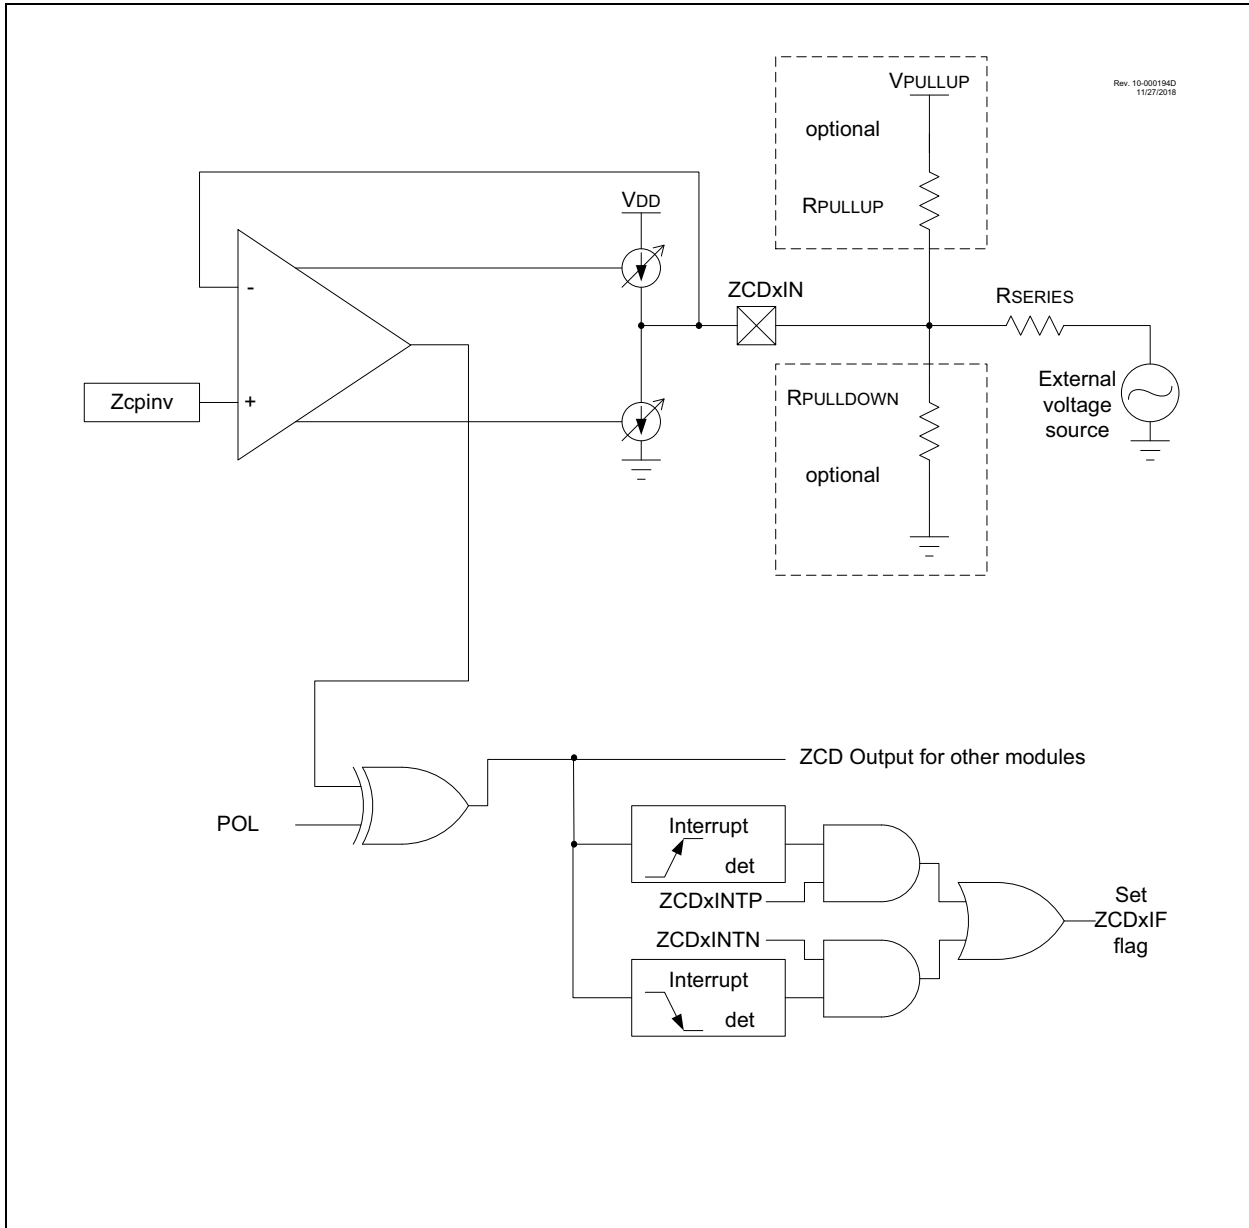 VPULLUP
Rev. 10-000194D
11/27/2018
optional
RPULLUP
VDD
ZCDxIN
RSERIES
-
Zcpinv
+
RPULLDOWN
External
voltage
source
optional
ZCD Output for other modules
POL
Interrupt
det
ZCDxINTP
Set
ZCDxIF
flag
ZCDxINTN
Interrupt
det